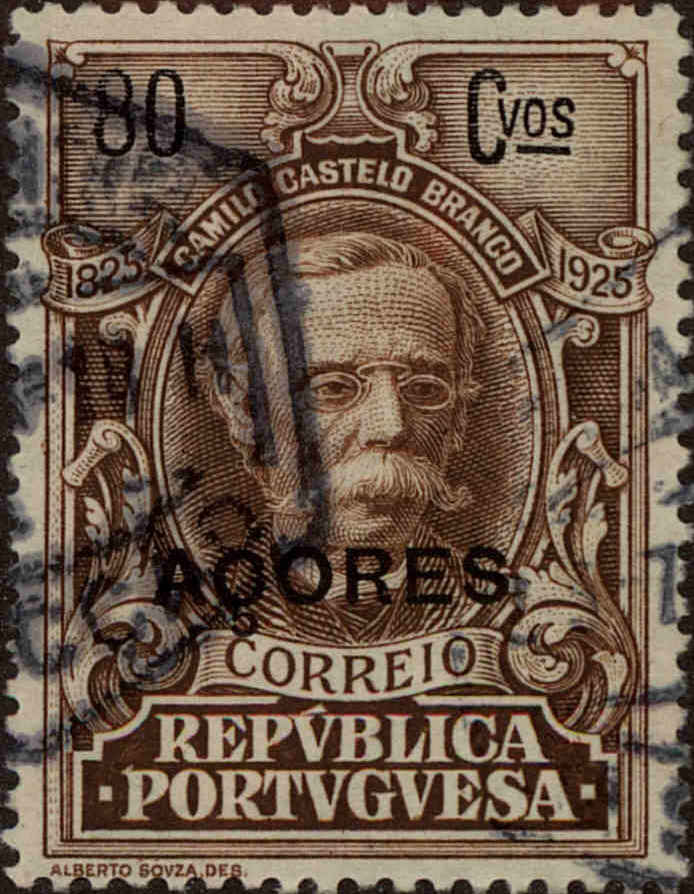 80 Cvos
CAMILO CASTELO BRANCO
1825 1925
AÇORES
CORREIO
REPVBLICA
·PORTVGVESA·
ALBERTO SOVZA, DES.